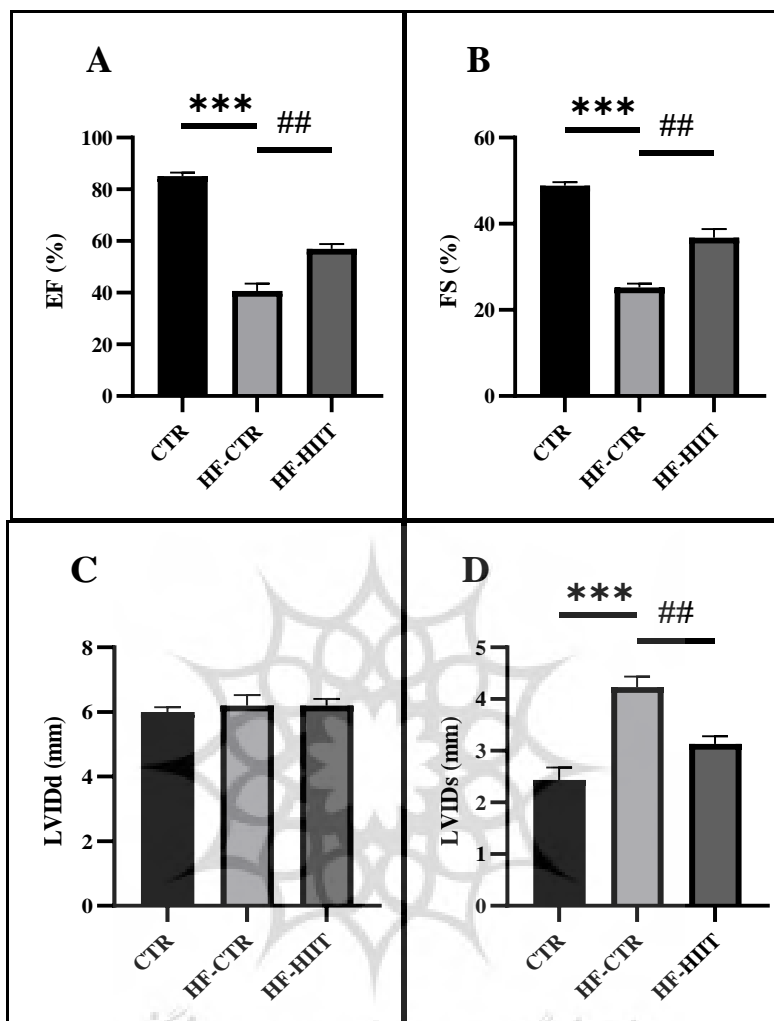 A
***
##
100
80
60
40
20
0
EF (%)
CTR
HF-CTR
HF-HIIT
B
***
##
60
40
20
0
FS (%)
CTR
HF-CTR
HF-HIIT
C
8
6
4
2
0
LVIDd (mm)
CTR
HF-CTR
HF-HIIT
D
***
##
5
4
3
2
1
0
LVIDs (mm)
CTR
HF-CTR
HF-HIIT